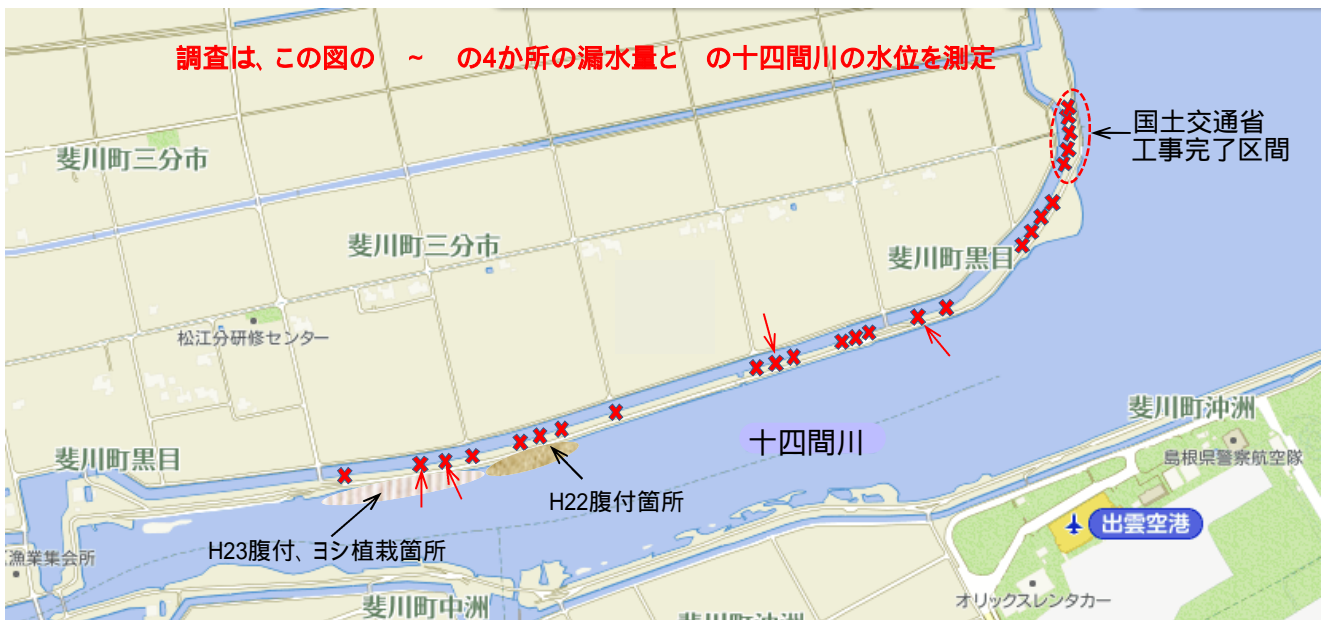 調査は、この図の ~ の4か所の漏水量と の十四間川の水位を測定
国土交通省
工事完了区間
斐川町三分市
斐川町三分市
斐川町黒目
松江分研修センター
斐川町沖洲
十四間川
島根県警察航空隊
斐川町黒目
H22腹付箇所
出雲空港
H23腹付、ヨシ植栽箇所
漁業集会所
オリックスレンタカー
斐川町中洲
斐川町沖洲